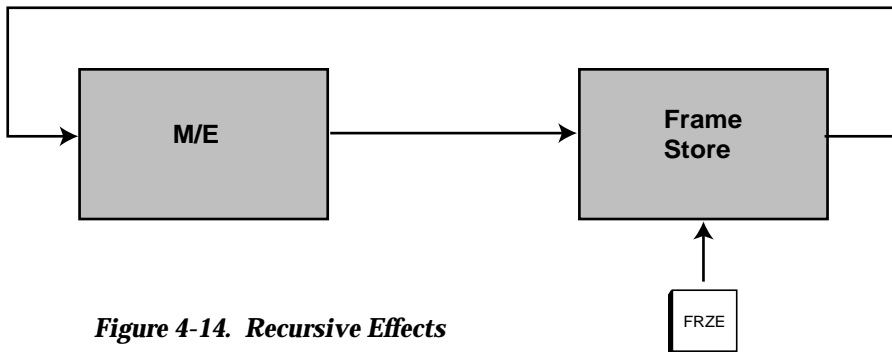 M/E
Frame
Store
FRZE
Figure 4-14. Recursive Effects